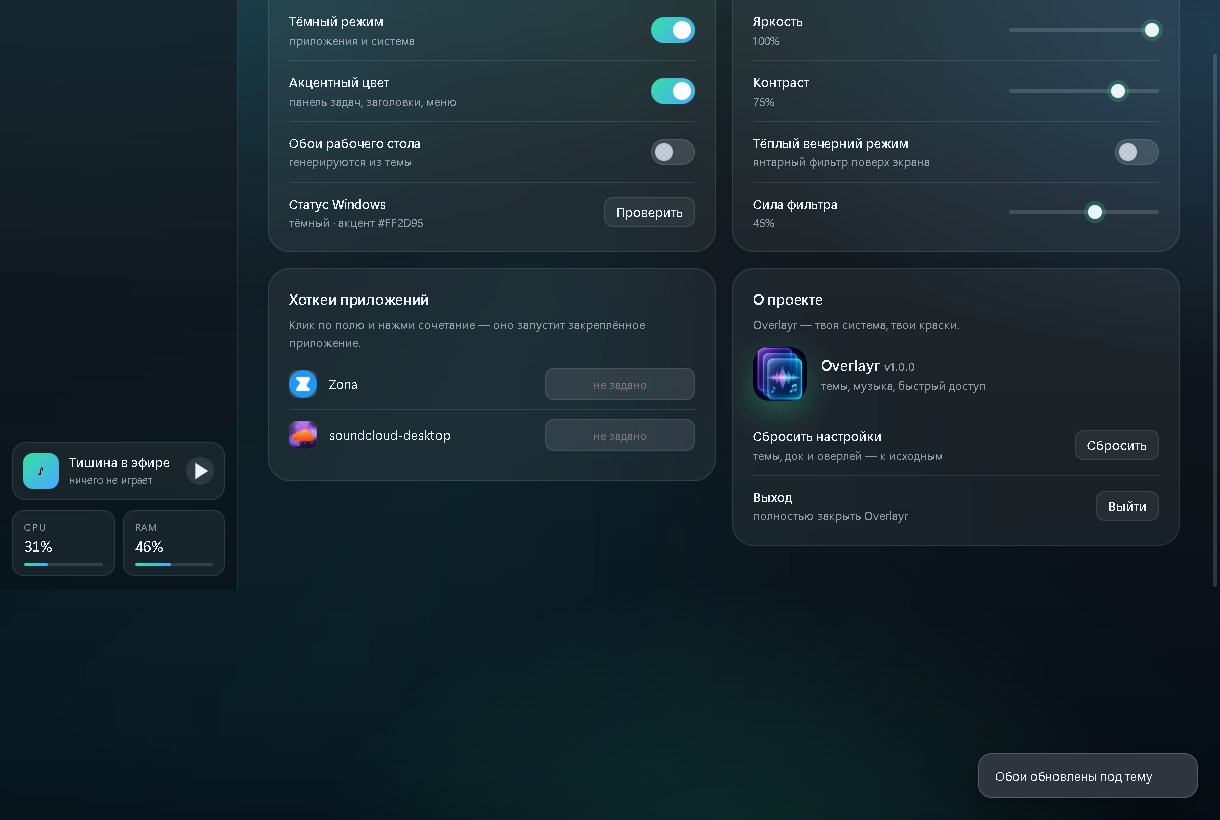 Тёмный режим
приложения и система
Акцентный цвет
панель задач, заголовки, меню
Обои рабочего стола
генерируются из темы
Статус Windows
тёмный · акцент #FF2D95
Проверить
Яркость
100%
Контраст
75%
Тёплый вечерний режим
янтарный фильтр поверх экрана
Сила фильтра
45%
Хоткеи приложений
Клик по полю и нажми сочетание — оно запустит закреплённое
приложение.
Zona
не задано
soundcloud-desktop
не задано
О проекте
Overlayr — твоя система, твои краски.
Overlayr v1.0.0
темы, музыка, быстрый доступ
Сбросить настройки
темы, док и оверлей — к исходным
Сбросить
Выход
полностью закрыть Overlayr
Выйти
Тишина в эфире
ничего не играет
CPU
31%
RAM
46%
Обои обновлены под тему